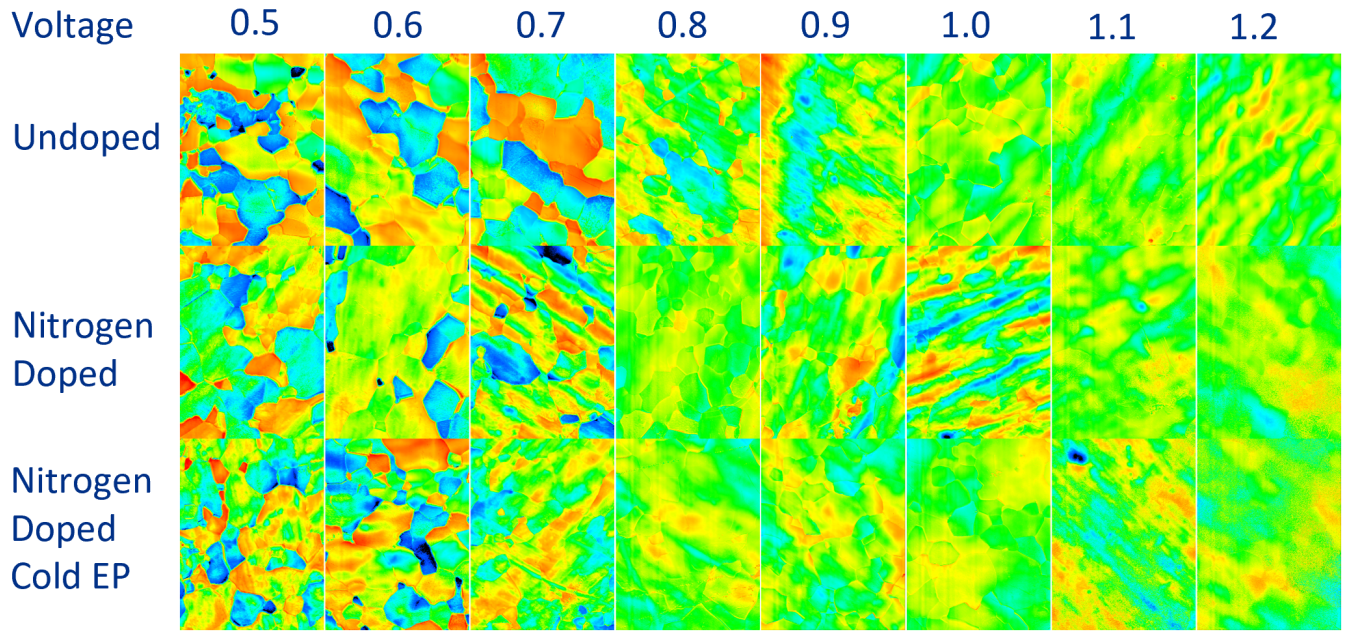 Voltage 0.5 0.6 0.7 0.8 0.9 1.0 1.1 1.2
Undoped
Nitrogen
Doped
Nitrogen
Doped
Cold EP